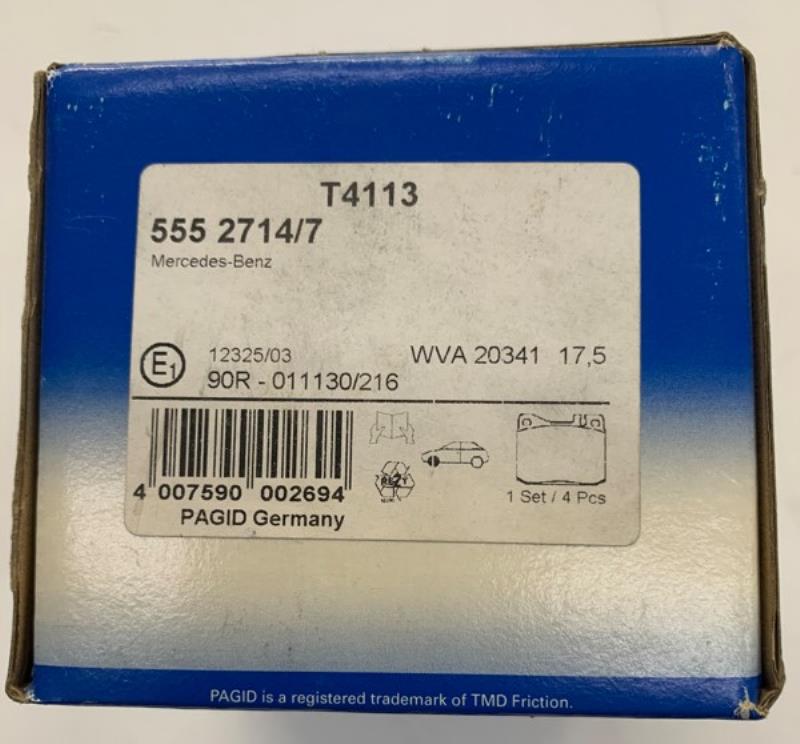 T4113
555 2714/7
Mercedes-Benz
E1 12325/03 WVA 20341 17,5
90R - 011130/216
4 007590 002694
PAGID Germany
RESY
1 Set / 4 Pcs
PAGID is a registered trademark of TMD Friction.